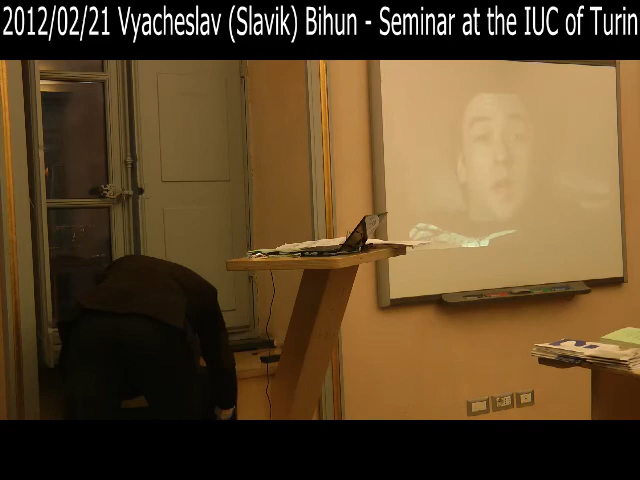 2012/02/21 Vyacheslav (Slavik) Bihun - Seminar at the IUC of Turin